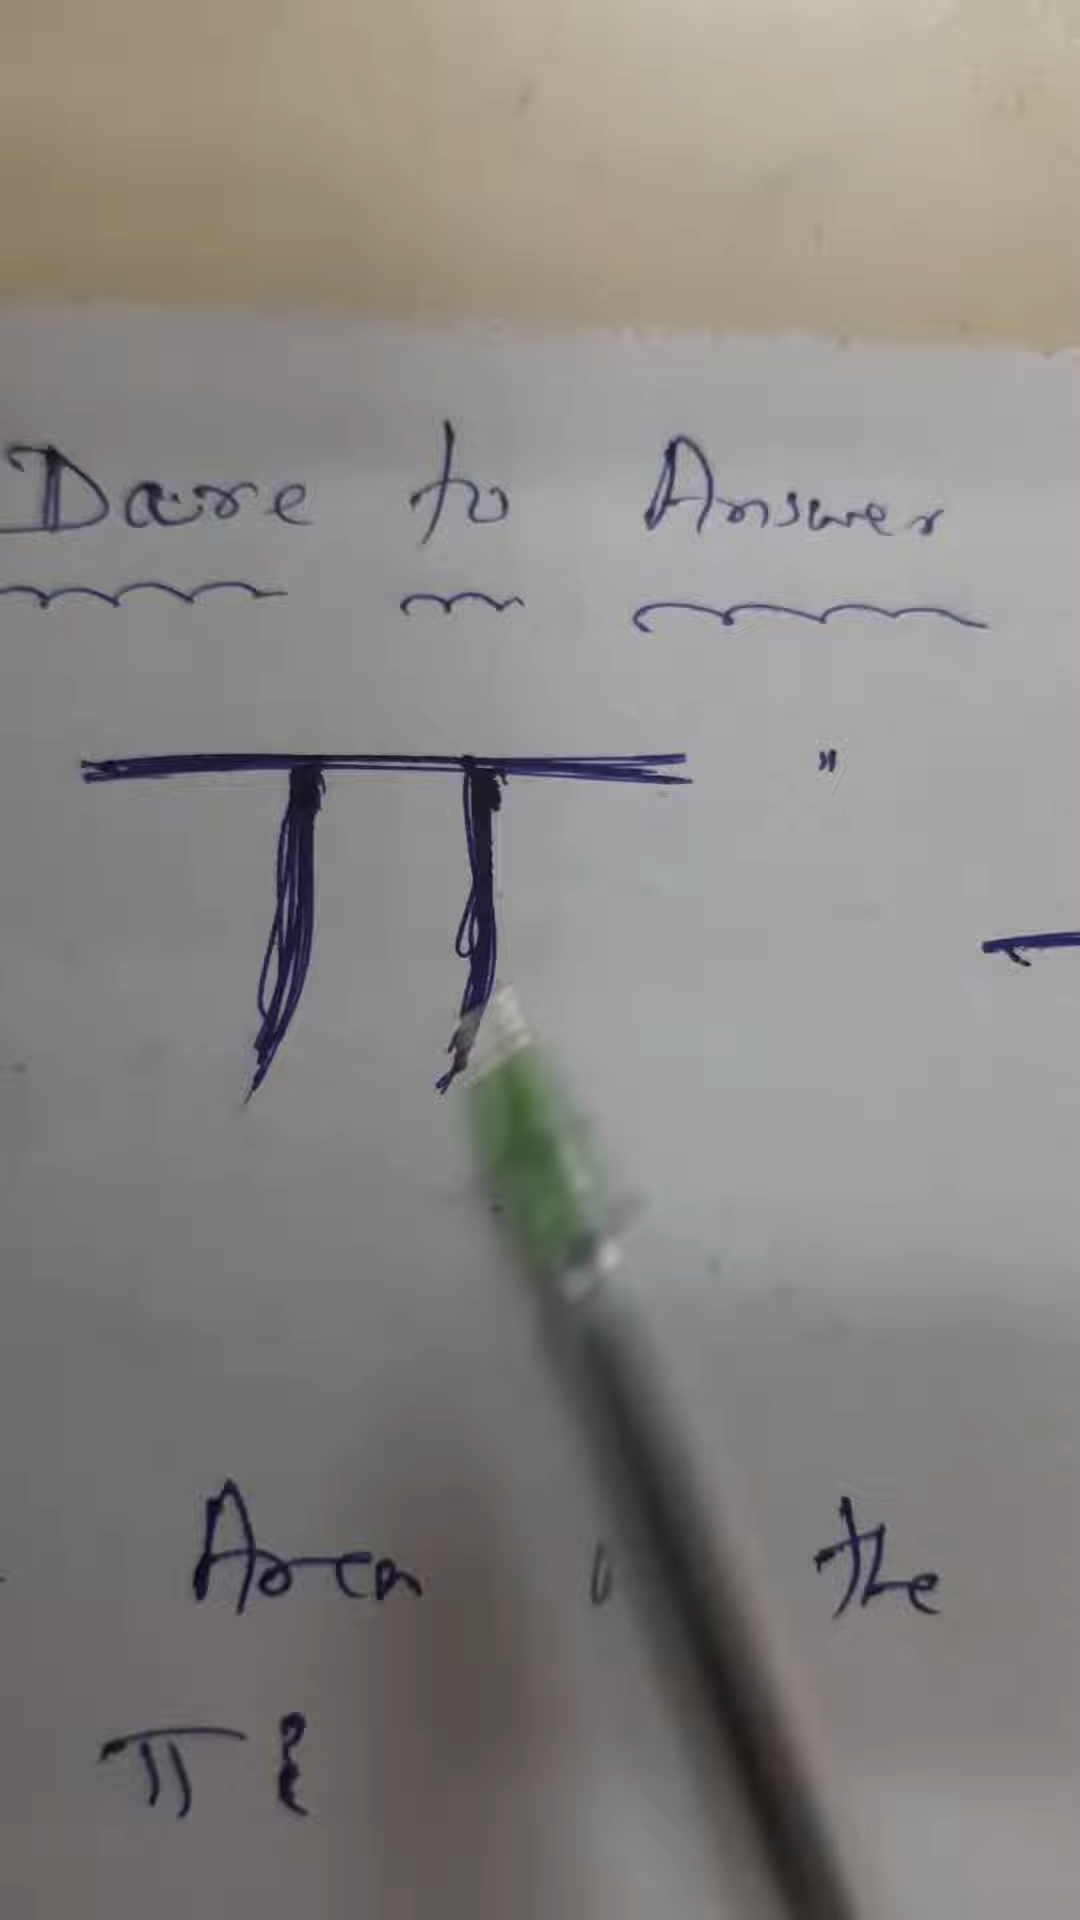 Dare to Answer
π "
Area the
π ?